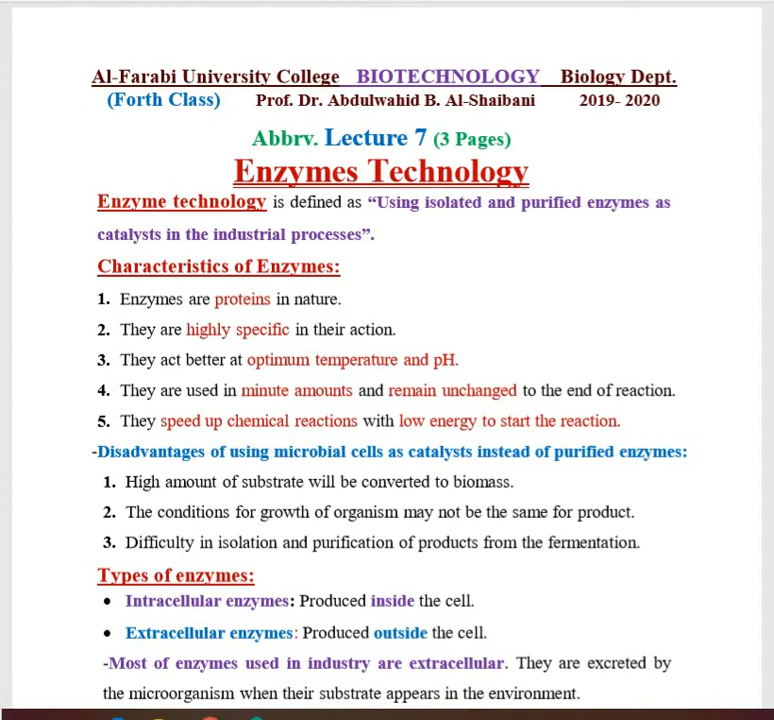 Al-Farabi University College BIOTECHNOLOGY Biology Dept.
(Forth Class) Prof. Dr. Abdulwahid B. Al-Shaibani 2019- 2020
Abbrv. Lecture 7 (3 Pages)
Enzymes Technology
Enzyme technology is defined as “Using isolated and purified enzymes as
catalysts in the industrial processes”.
Characteristics of Enzymes:
1. Enzymes are proteins in nature.
2. They are highly specific in their action.
3. They act better at optimum temperature and pH.
4. They are used in minute amounts and remain unchanged to the end of reaction.
5. They speed up chemical reactions with low energy to start the reaction.
-Disadvantages of using microbial cells as catalysts instead of purified enzymes:
1. High amount of substrate will be converted to biomass.
2. The conditions for growth of organism may not be the same for product.
3. Difficulty in isolation and purification of products from the fermentation.
Types of enzymes:
• Intracellular enzymes: Produced inside the cell.
• Extracellular enzymes: Produced outside the cell.
-Most of enzymes used in industry are extracellular. They are excreted by
the microorganism when their substrate appears in the environment.